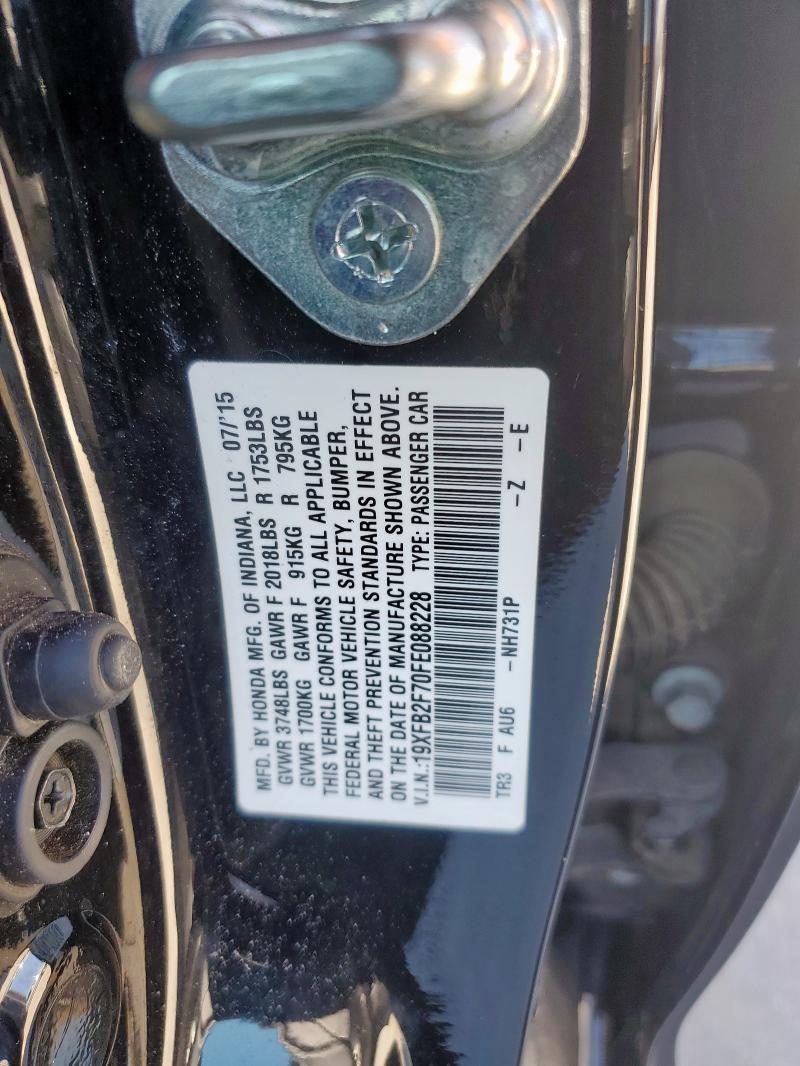 MFD. BY HONDA MFG. OF INDIANA, LLC 07/'15
GVWR 3748LBS GAWR F 2018LBS R 1753LBS
GVWR 1700KG GAWR F 915KG R 795KG
THIS VEHICLE CONFORMS TO ALL APPLICABLE
FEDERAL MOTOR VEHICLE SAFETY, BUMPER,
AND THEFT PREVENTION STANDARDS IN EFFECT
ON THE DATE OF MANUFACTURE SHOWN ABOVE.
V.I.N.:19XFB2F70FE088228 TYPE: PASSENGER CAR
TR3 F AU6 -NH731P -Z -E